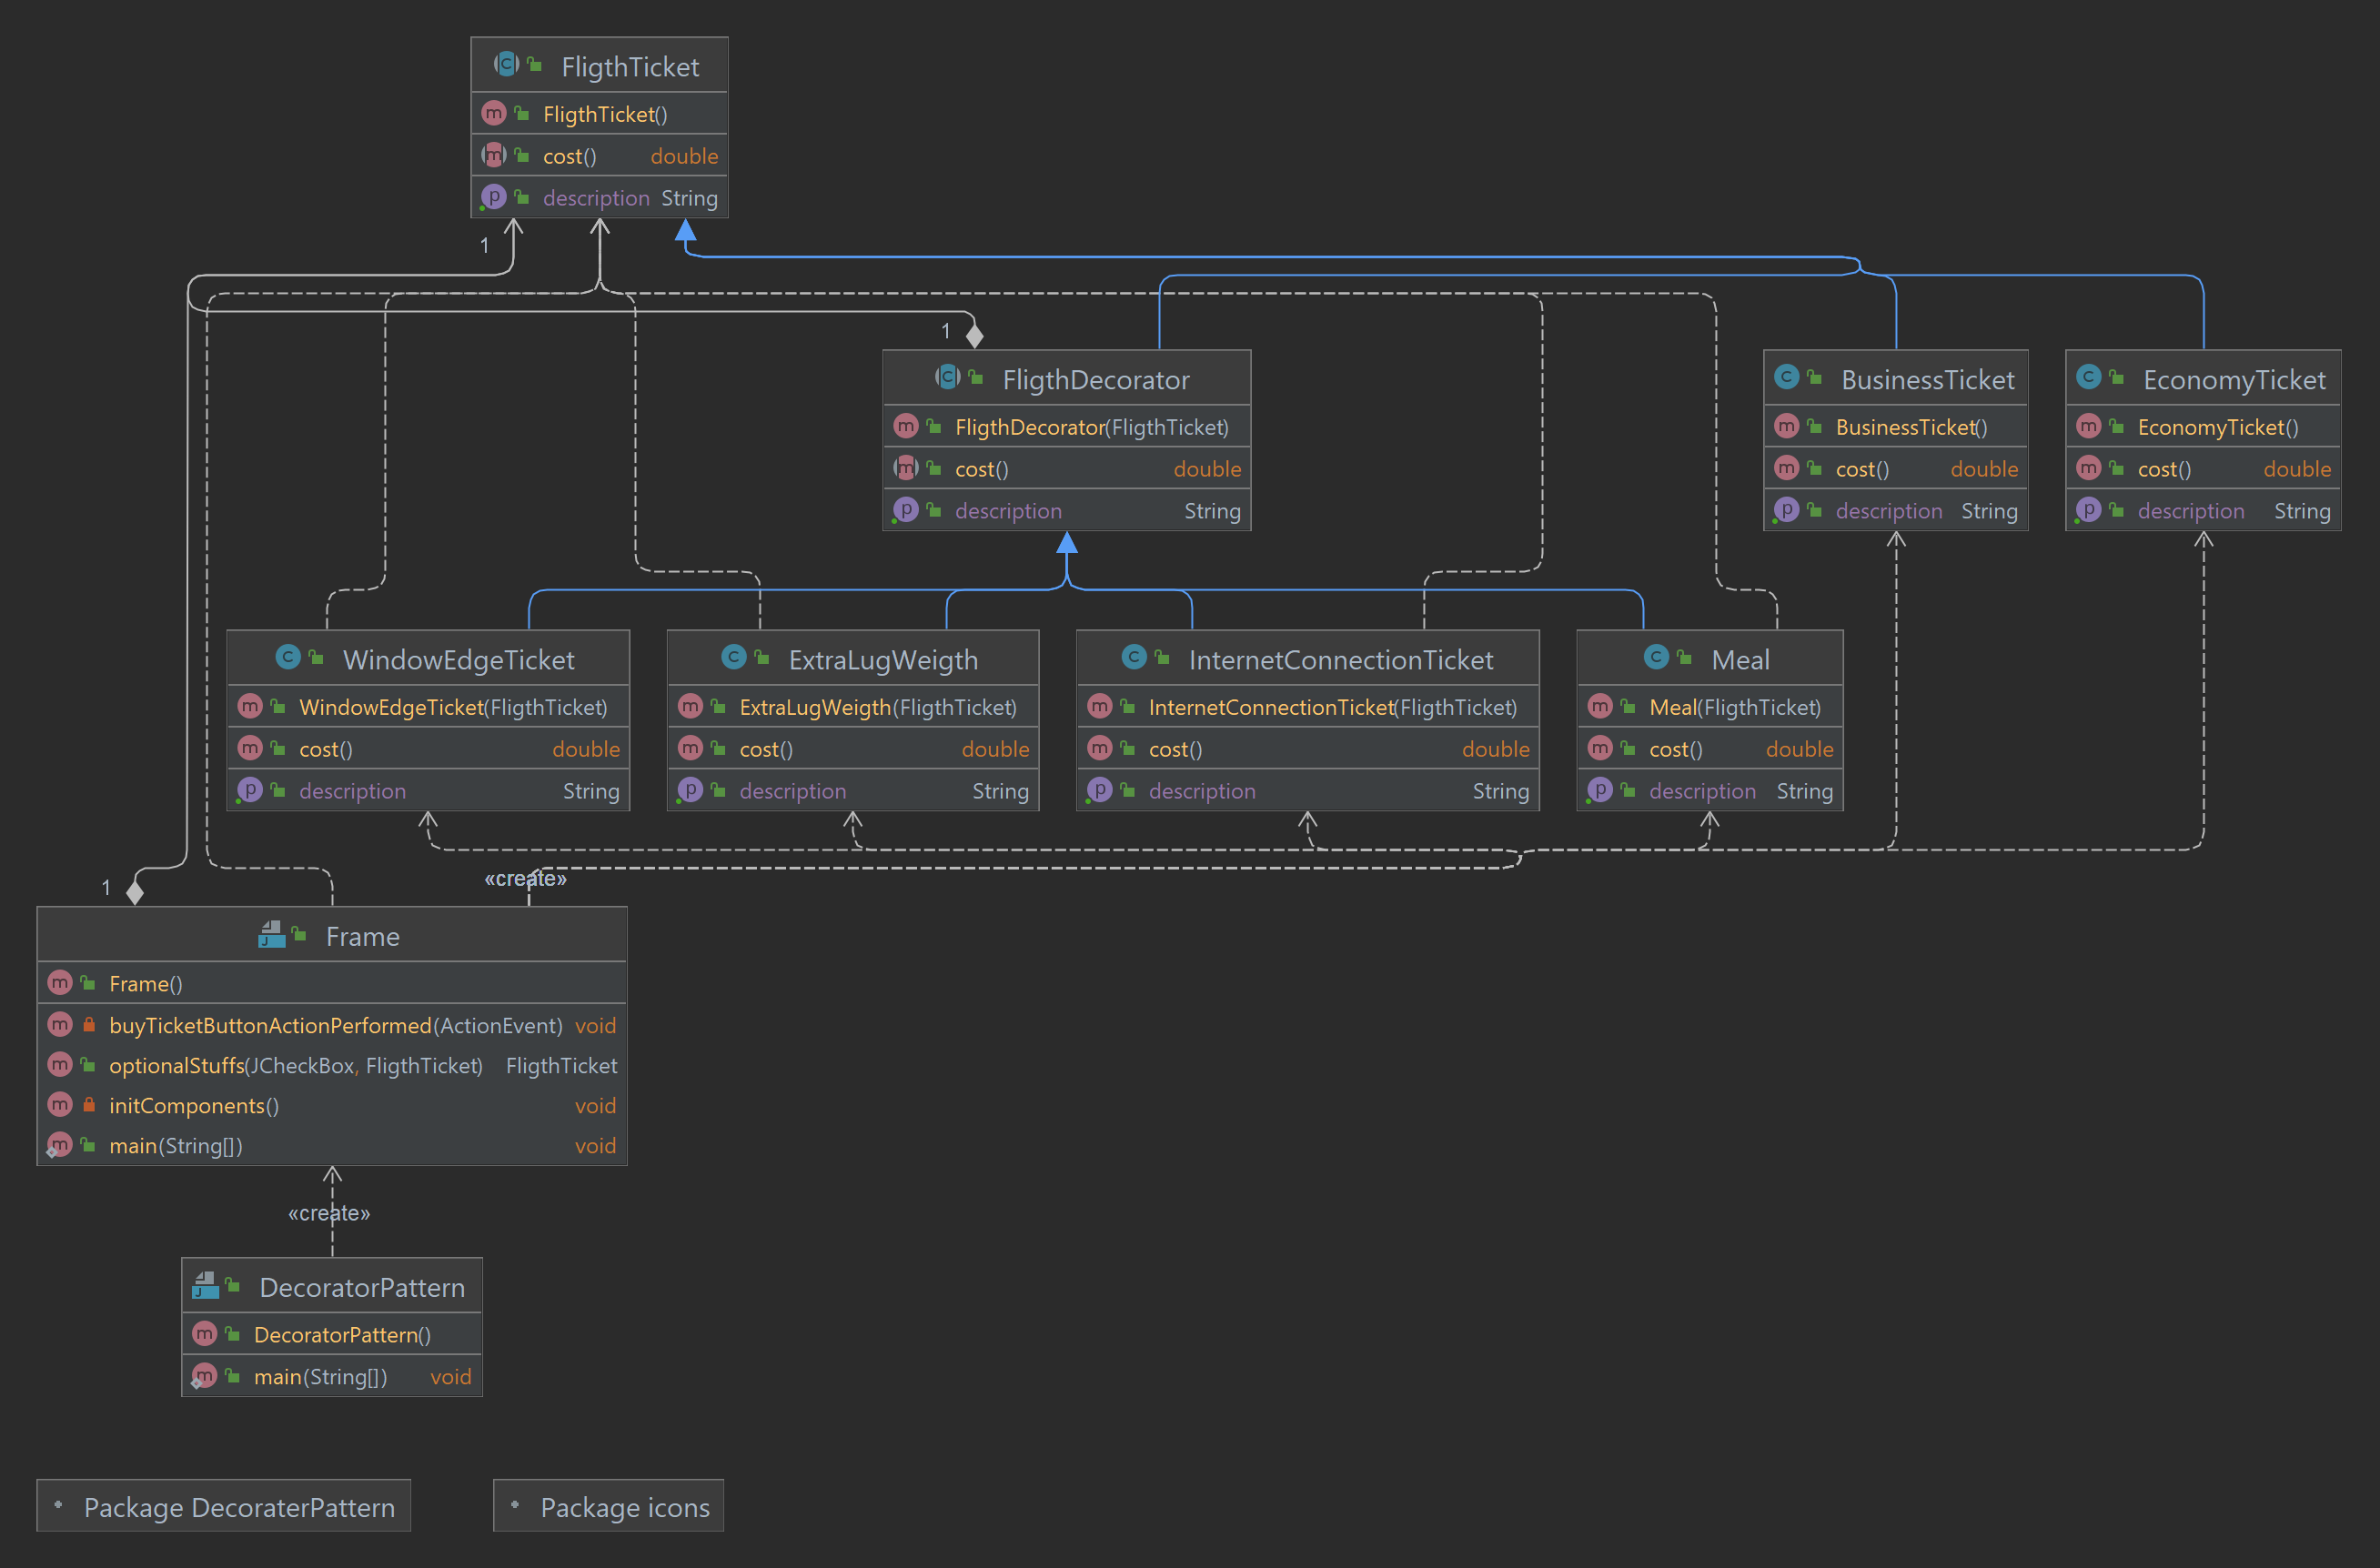 FligthTicket
FligthTicket()
cost() double
description String
1
1
FligthDecorator
FligthDecorator(FligthTicket)
cost() double
description String
BusinessTicket
BusinessTicket()
cost() double
description String
EconomyTicket
EconomyTicket()
cost() double
description String
WindowEdgeTicket
WindowEdgeTicket(FligthTicket)
cost() double
description String
ExtraLugWeigth
ExtraLugWeigth(FligthTicket)
cost() double
description String
InternetConnectionTicket
InternetConnectionTicket(FligthTicket)
cost() double
description String
Meal
Meal(FligthTicket)
cost() double
description String
«create»
1
Frame
Frame()
buyTicketButtonActionPerformed(ActionEvent) void
optionalStuffs(JCheckBox, FligthTicket) FligthTicket
initComponents() void
main(String[]) void
«create»
DecoratorPattern
DecoratorPattern()
main(String[]) void
Package DecoraterPattern
Package icons